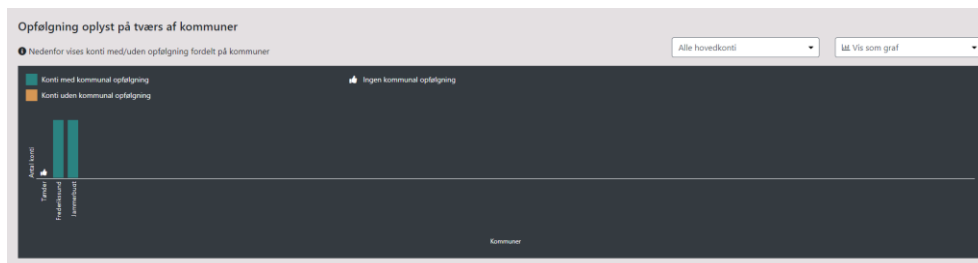 Opfølgning oplyst på tværs af kommuner
Nedenfor vises konti med/uden opfølgning fordelt på kommuner
Alle hovedkonti
Vis som graf
Konti med kommunal opfølgning
Ingen kommunal opfølgning
Konti uden kommunal opfølgning
Antal konti
Tønder
Frederikssund
Jammerbugt
Kommuner